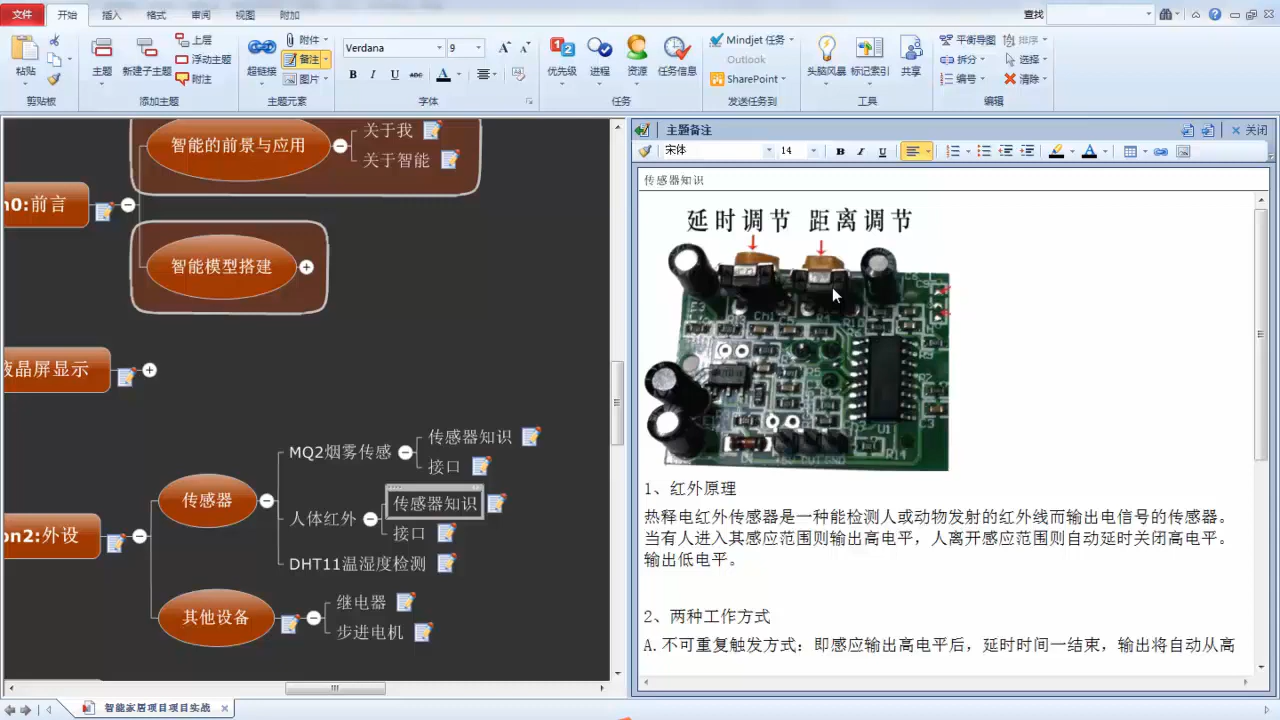 文件 开始 插入 格式 审阅 视图 附加 查找
粘贴 主题 新建子主题 上层 浮动主题 附注 超链接 附件 备注 图片
Verdana 9
B I U abc A
优先级 进程 资源 任务信息
Mindjet 任务
Outlook
SharePoint
头脑风暴 标记索引 共享
平衡导图 排序
拆分 选择
编号 清除
剪贴板 添加主题 主题元素 字体 任务 发送任务到 工具 编辑
智能的前景与应用
关于我
关于智能
n0:前言
智能模型搭建
液晶屏显示
传感器
MQ2烟雾传感
传感器知识
接口
on2:外设
人体红外
传感器知识
接口
DHT11温湿度检测
其他设备
继电器
步进电机
智能家居项目项目实战
主题备注 关闭
宋体 14 B I U A
传感器知识
延时调节 距离调节
U1
R14
1、红外原理
热释电红外传感器是一种能检测人或动物发射的红外线而输出电信号的传感器。
当有人进入其感应范围则输出高电平，人离开感应范围则自动延时关闭高电平。
输出低电平。
2、两种工作方式
A.不可重复触发方式：即感应输出高电平后，延时时间一结束，输出将自动从高